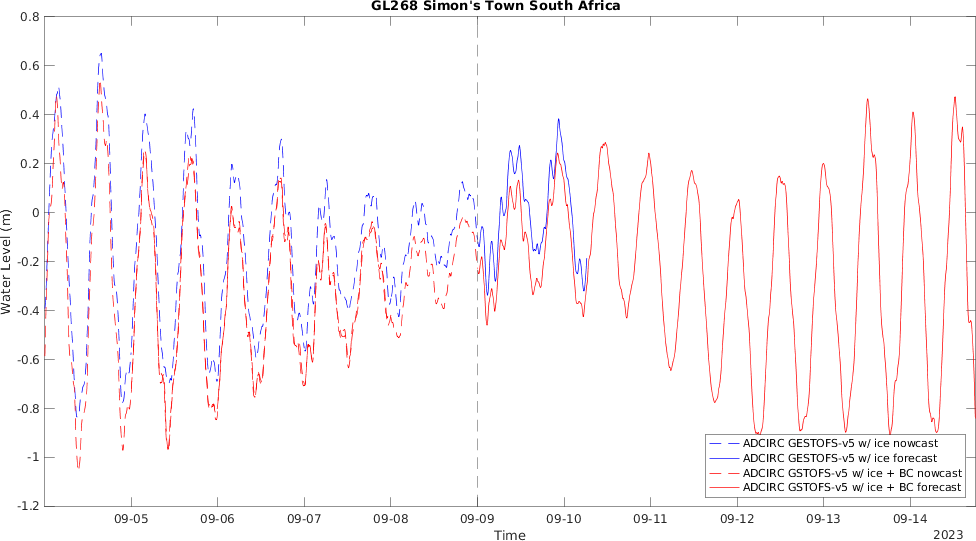 GL268 Simon's Town South Africa
0.8
0.6
0.4
0.2
0
-0.2
-0.4
-0.6
-0.8
-1
-1.2
Water Level (m)
09-05 09-06 09-07 09-08 09-09 09-10 09-11 09-12 09-13 09-14
Time
2023
ADCIRC GESTOFS-v5 w/ ice nowcast
ADCIRC GESTOFS-v5 w/ ice forecast
ADCIRC GSTOFS-v5 w/ ice + BC nowcast
ADCIRC GSTOFS-v5 w/ ice + BC forecast